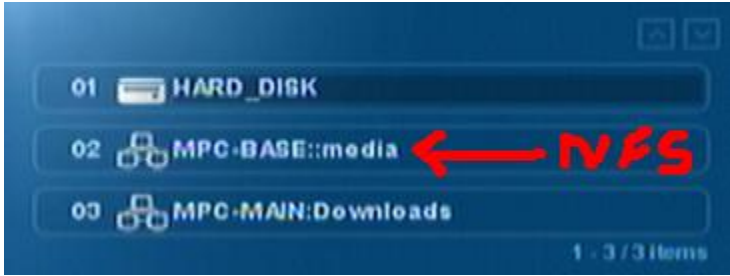 01 HARD_DISK
02 MPC-BASE::media NFS
03 MPC-MAIN:Downloads
1 - 3 / 3 items